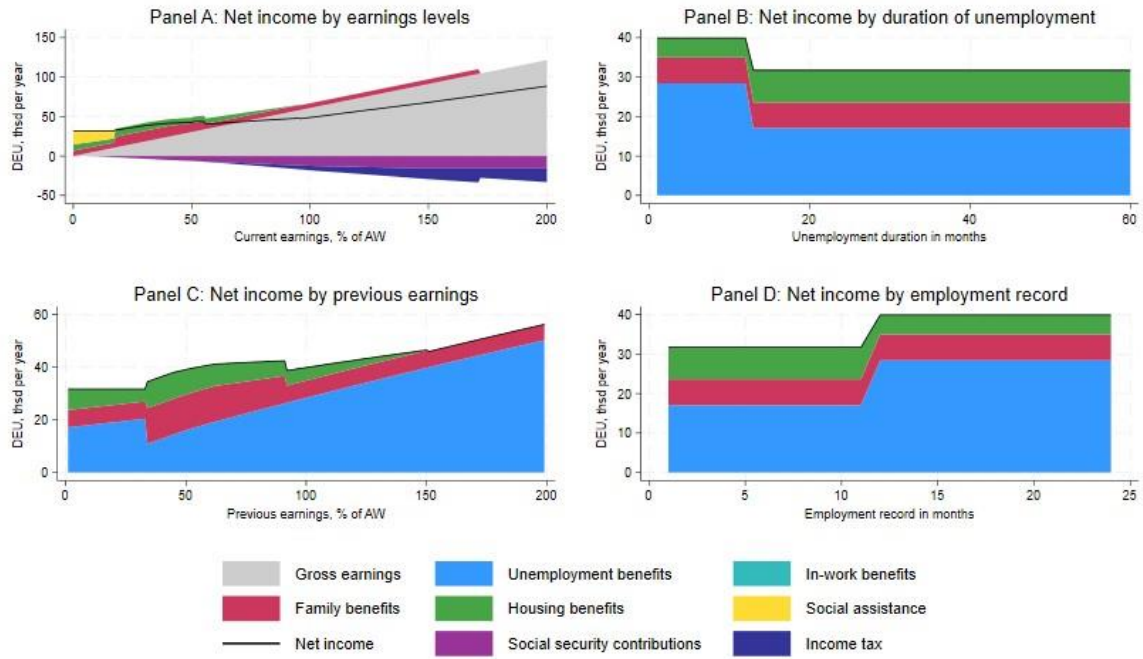 Panel A: Net income by earnings levels
DEU, thsd per year
150
100
50
0
-50
0 50 100 150 200
Current earnings, % of AW
Panel B: Net income by duration of unemployment
DEU, thsd per year
40
30
20
10
0
0 20 40 60
Unemployment duration in months
Panel C: Net income by previous earnings
DEU, thsd per year
60
40
20
0
0 50 100 150 200
Previous earnings, % of AW
Panel D: Net income by employment record
DEU, thsd per year
40
30
20
10
0
0 5 10 15 20 25
Employment record in months
Gross earnings Unemployment benefits In-work benefits
Family benefits Housing benefits Social assistance
Net income Social security contributions Income tax